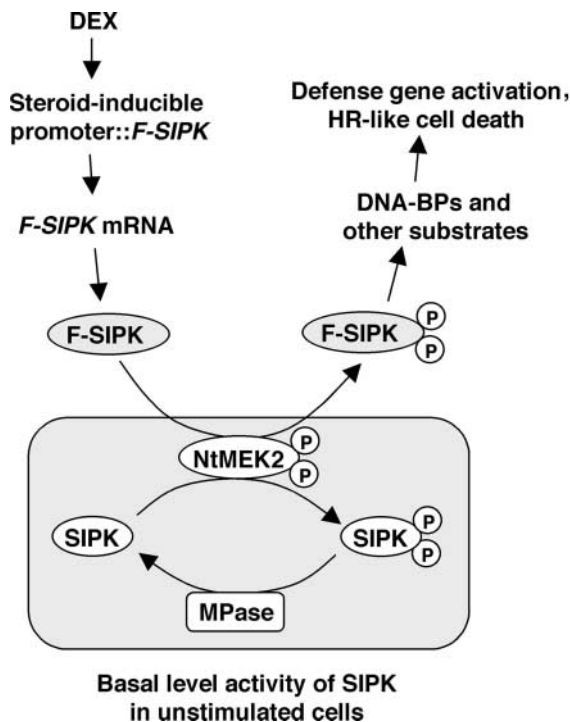 DEX
Steroid-inducible
promoter::F-SIPK
F-SIPK mRNA
F-SIPK
Defense gene activation,
HR-like cell death
DNA-BPs and
other substrates
F-SIPK
P
P
NtMEK2
P
P
SIPK
SIPK
P
P
MPase
Basal level activity of SIPK
in unstimulated cells